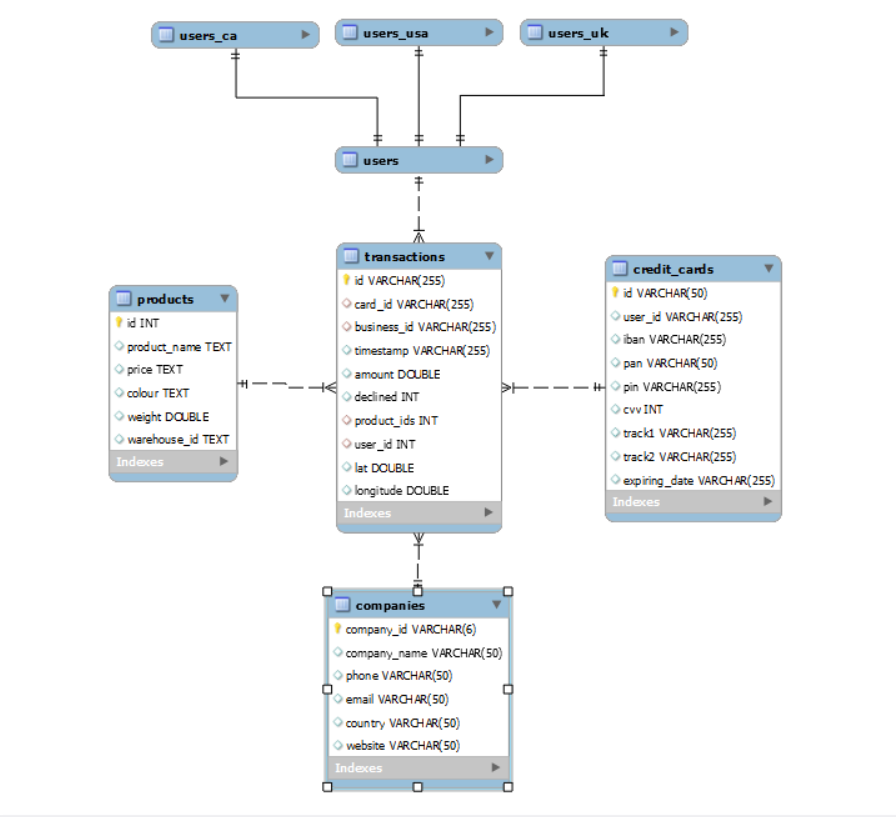 users_ca
users_usa
users_uk
users
transactions
id VARCHAR(255)
card_id VARCHAR(255)
business_id VARCHAR(255)
timestamp VARCHAR(255)
amount DOUBLE
declined INT
product_ids INT
user_id INT
lat DOUBLE
longitude DOUBLE
Indexes
products
id INT
product_name TEXT
price TEXT
colour TEXT
weight DOUBLE
warehouse_id TEXT
Indexes
credit_cards
id VARCHAR(50)
user_id VARCHAR(255)
iban VARCHAR(255)
pan VARCHAR(50)
pin VARCHAR(255)
cvv INT
track1 VARCHAR(255)
track2 VARCHAR(255)
expiring_date VARCHAR(255)
Indexes
companies
company_id VARCHAR(6)
company_name VARCHAR(50)
phone VARCHAR(50)
email VARCHAR(50)
country VARCHAR(50)
website VARCHAR(50)
Indexes